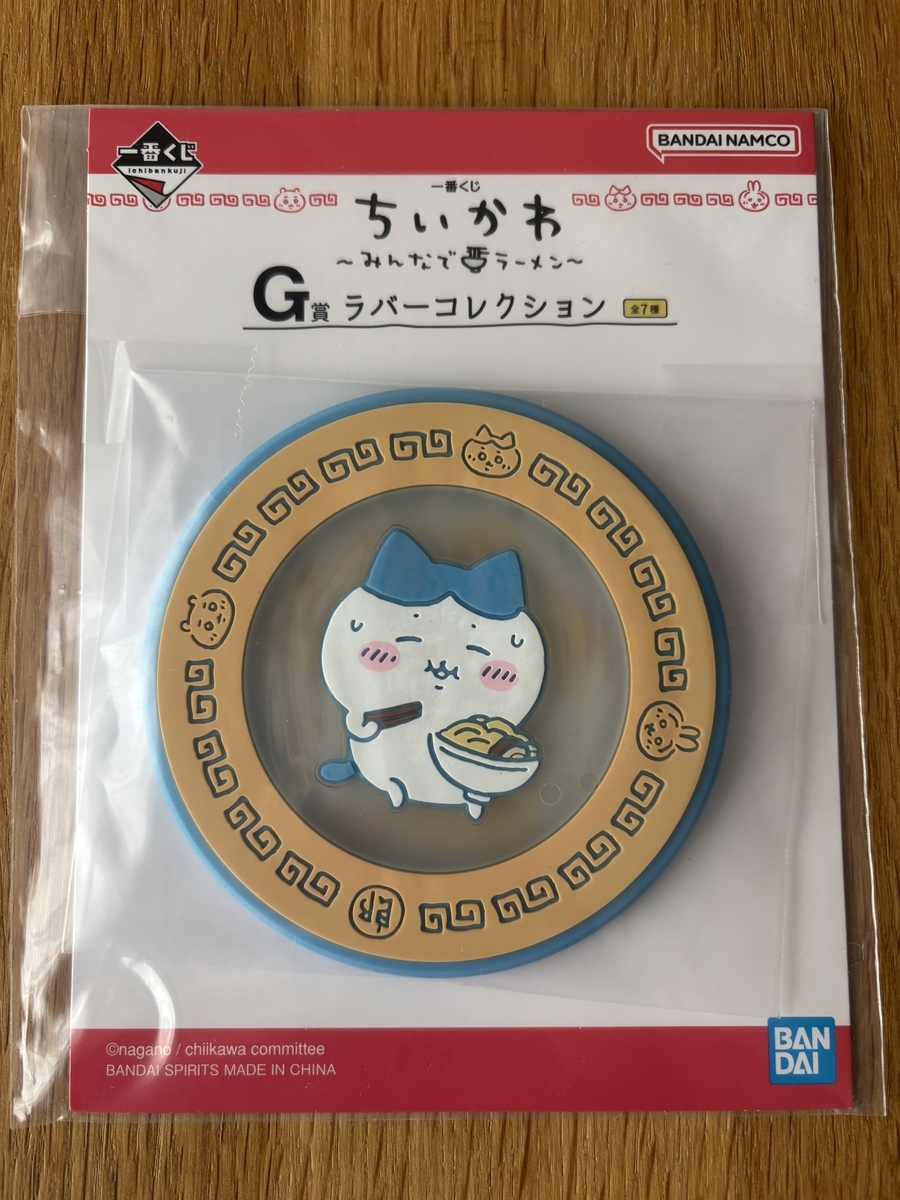 一番くじ
ichibankuji
BANDAI NAMCO
一番くじ
ちいかわ
〜みんなでラーメン〜
G賞 ラバーコレクション 全7種
郎
©nagano / chiikawa committee
BANDAI SPIRITS MADE IN CHINA
BAN
DAI